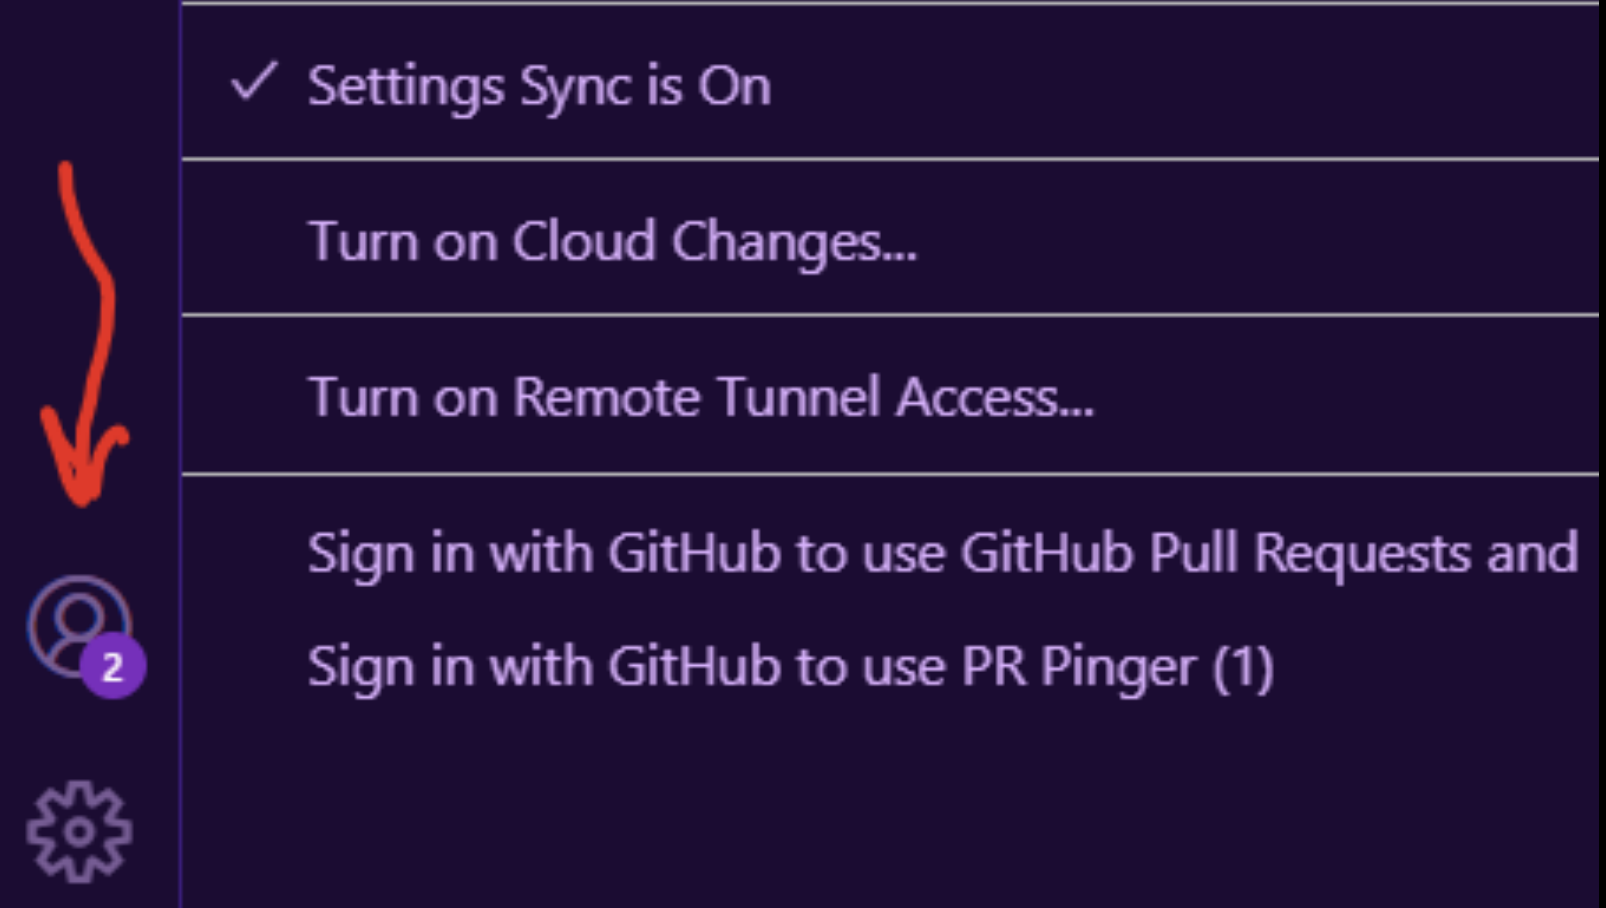 Settings Sync is On
Turn on Cloud Changes...
Turn on Remote Tunnel Access...
Sign in with GitHub to use GitHub Pull Requests and
2
Sign in with GitHub to use PR Pinger (1)